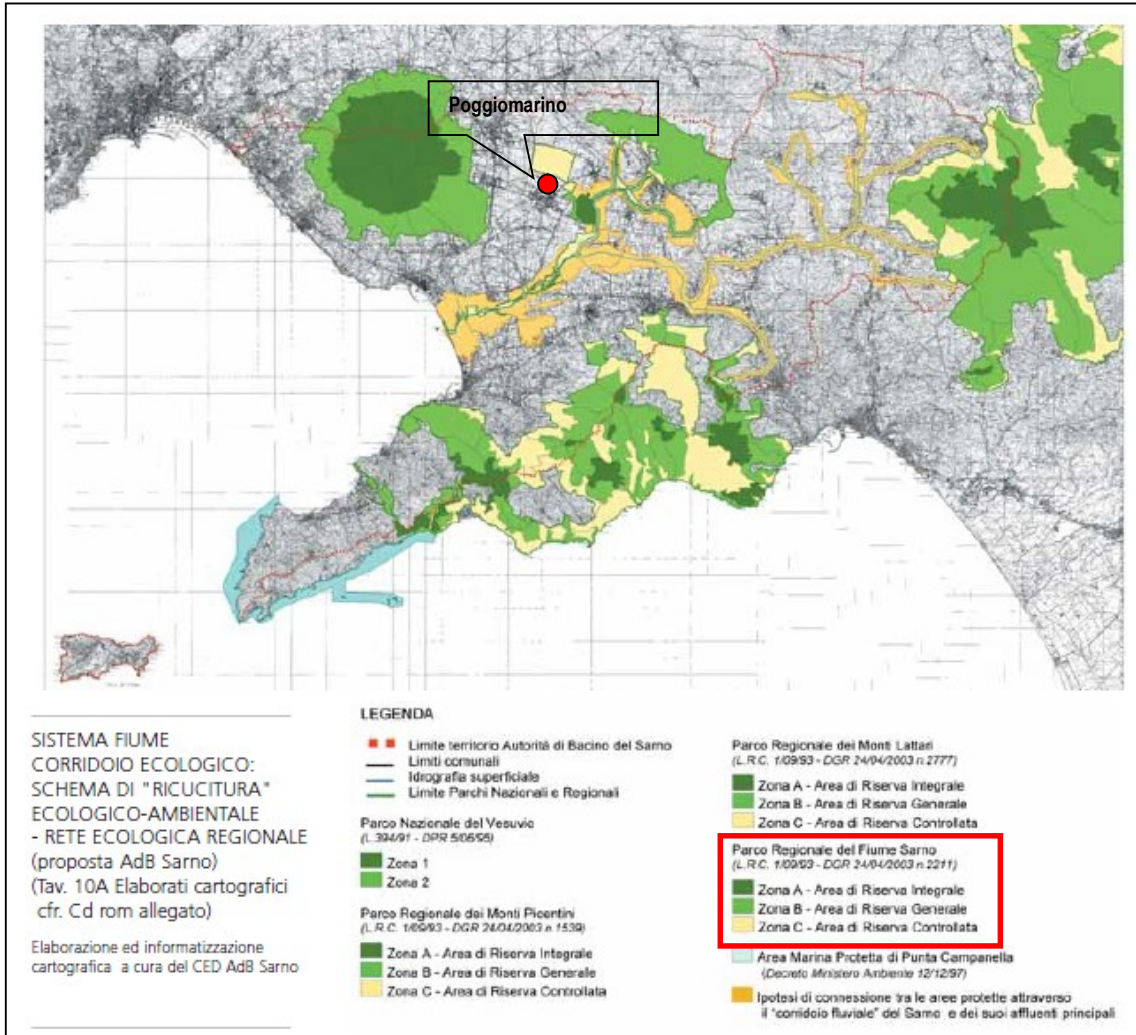 Poggiomarino
SISTEMA FIUME
CORRIDOIO ECOLOGICO:
SCHEMA DI "RICUCITURA"
ECOLOGICO-AMBIENTALE
- RETE ECOLOGICA REGIONALE
(proposta AdB Sarno)
(Tav. 10A Elaborati cartografici
cfr. Cd rom allegato)
Elaborazione ed informatizzazione
cartografica a cura del CED AdB Sarno
LEGENDA
Limite territorio Autorità di Bacino del Sarno
Limiti comunali
Idrografia superficiale
Limite Parchi Nazionali e Regionali
Parco Nazionale del Vesuvio
(L. 394/91 - DPR 5/06/95)
Zona 1
Zona 2
Parco Regionale dei Monti Picentini
(L.R.C. 1/09/93 - DGR 24/04/2003 n.1539)
Zona A - Area di Riserva Integrale
Zona B - Area di Riserva Generale
Zona C - Area di Riserva Controllata
Parco Regionale dei Monti Lattari
(L.R.C. 1/09/93 - DGR 24/04/2003 n.2777)
Zona A - Area di Riserva Integrale
Zona B - Area di Riserva Generale
Zona C - Area di Riserva Controllata
Parco Regionale del Fiume Sarno
(L.R.C. 1/09/93 - DGR 24/04/2003 n.2211)
Zona A - Area di Riserva Integrale
Zona B - Area di Riserva Generale
Zona C - Area di Riserva Controllata
Area Marina Protetta di Punta Campanella
(Decreto Ministero Ambiente 12/12/97)
Ipotesi di connessione tra le aree protette attraverso
il "corridoio fluviale" del Sarno e dei suoi affluenti principali